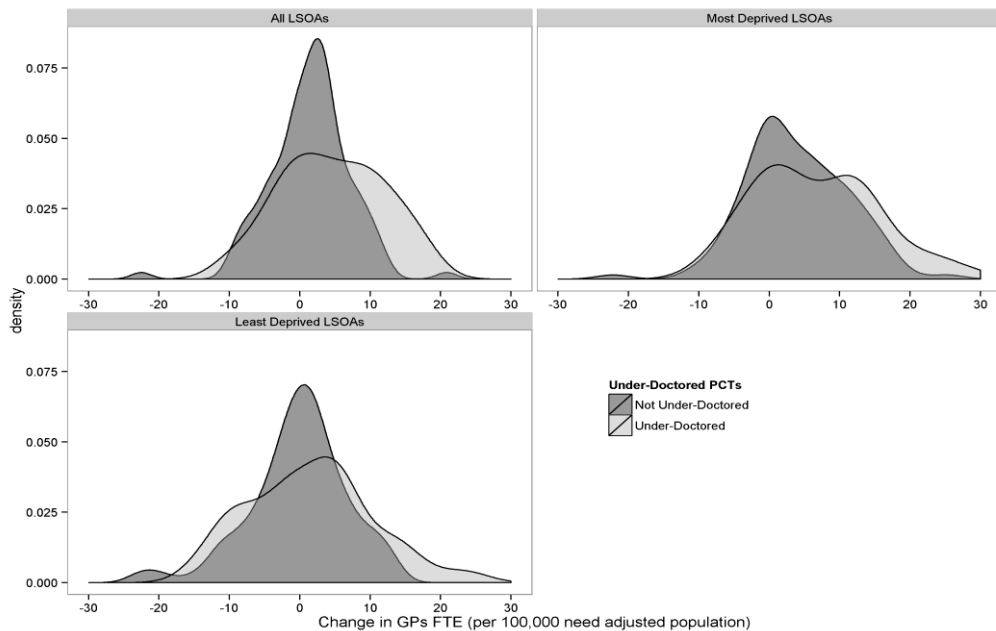 All LSOAs
Most Deprived LSOAs
0.075
0.050
0.025
0.000
-30 -20 -10 0 10 20 30
-30 -20 -10 0 10 20 30
density
Least Deprived LSOAs
0.075
0.050
0.025
0.000
-30 -20 -10 0 10 20 30
Under-Doctored PCTs
Not Under-Doctored
Under-Doctored
Change in GPs FTE (per 100,000 need adjusted population)